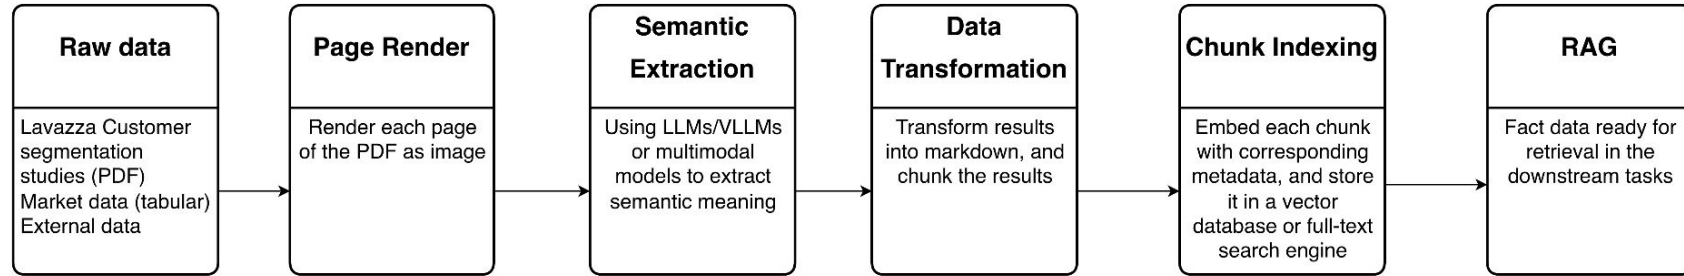 Raw data
Lavazza Customer
segmentation
studies (PDF)
Market data (tabular)
External data
Page Render
Render each page
of the PDF as image
Semantic
Extraction
Using LLMs/VLLMs
or multimodal
models to extract
semantic meaning
Data
Transformation
Transform results
into markdown, and
chunk the results
Chunk Indexing
Embed each chunk
with corresponding
metadata, and store
it in a vector
database or full-text
search engine
RAG
Fact data ready for
retrieval in the
downstream tasks